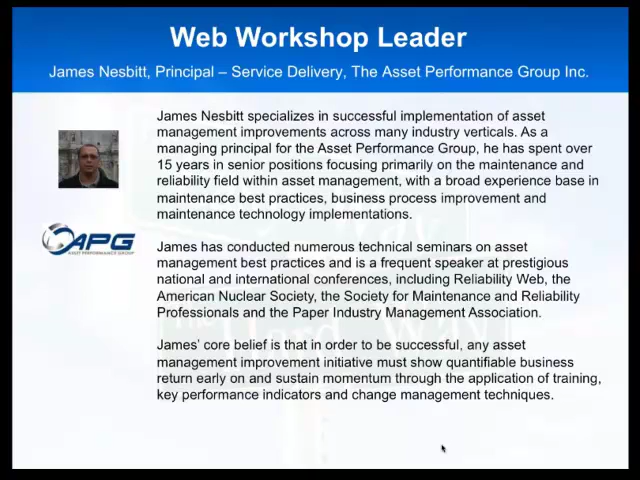 Web Workshop Leader
James Nesbitt, Principal – Service Delivery, The Asset Performance Group Inc.
James Nesbitt specializes in successful implementation of asset
management improvements across many industry verticals. As a
managing principal for the Asset Performance Group, he has spent over
15 years in senior positions focusing primarily on the maintenance and
reliability field within asset management, with a broad experience base in
maintenance best practices, business process improvement and
maintenance technology implementations.
APG
ASSET PERFORMANCE GROUP
James has conducted numerous technical seminars on asset
management best practices and is a frequent speaker at prestigious
national and international conferences, including Reliability Web, the
American Nuclear Society, the Society for Maintenance and Reliability
Professionals and the Paper Industry Management Association.
James' core belief is that in order to be successful, any asset
management improvement initiative must show quantifiable business
return early on and sustain momentum through the application of training,
key performance indicators and change management techniques.